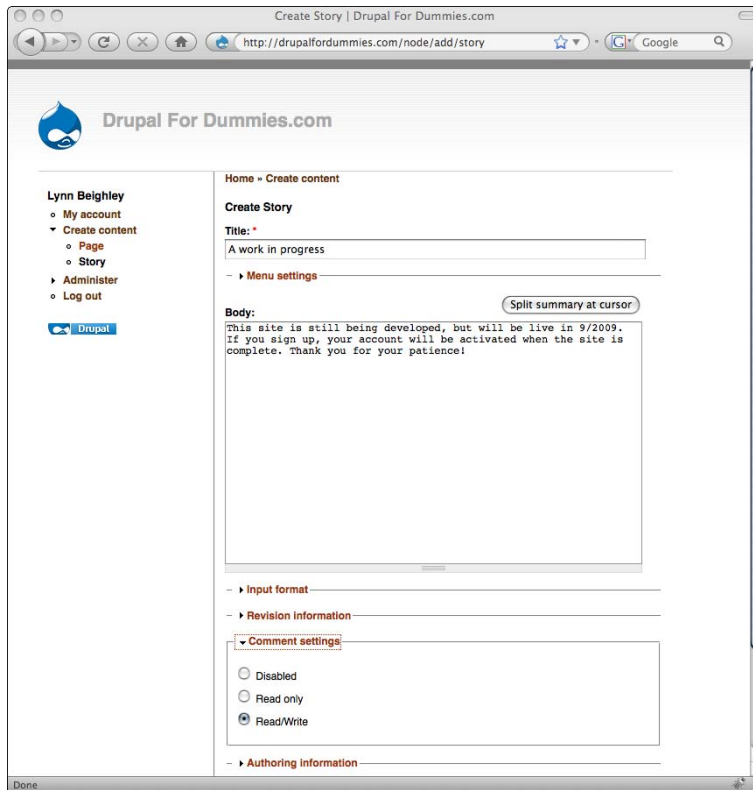 Create Story | Drupal For Dummies.com
http://drupalfordummies.com/node/add/story
G
Google
Drupal For Dummies.com
Lynn Beighley
My account
Create content
Page
Story
Administer
Log out
Drupal
Home » Create content
Create Story
Title: *
A work in progress
Menu settings
Split summary at cursor
Body:
This site is still being developed, but will be live in 9/2009.
If you sign up, your account will be activated when the site is
complete. Thank you for your patience!
Input format
Revision information
Comment settings
Disabled
Read only
Read/Write
Authoring information
Done